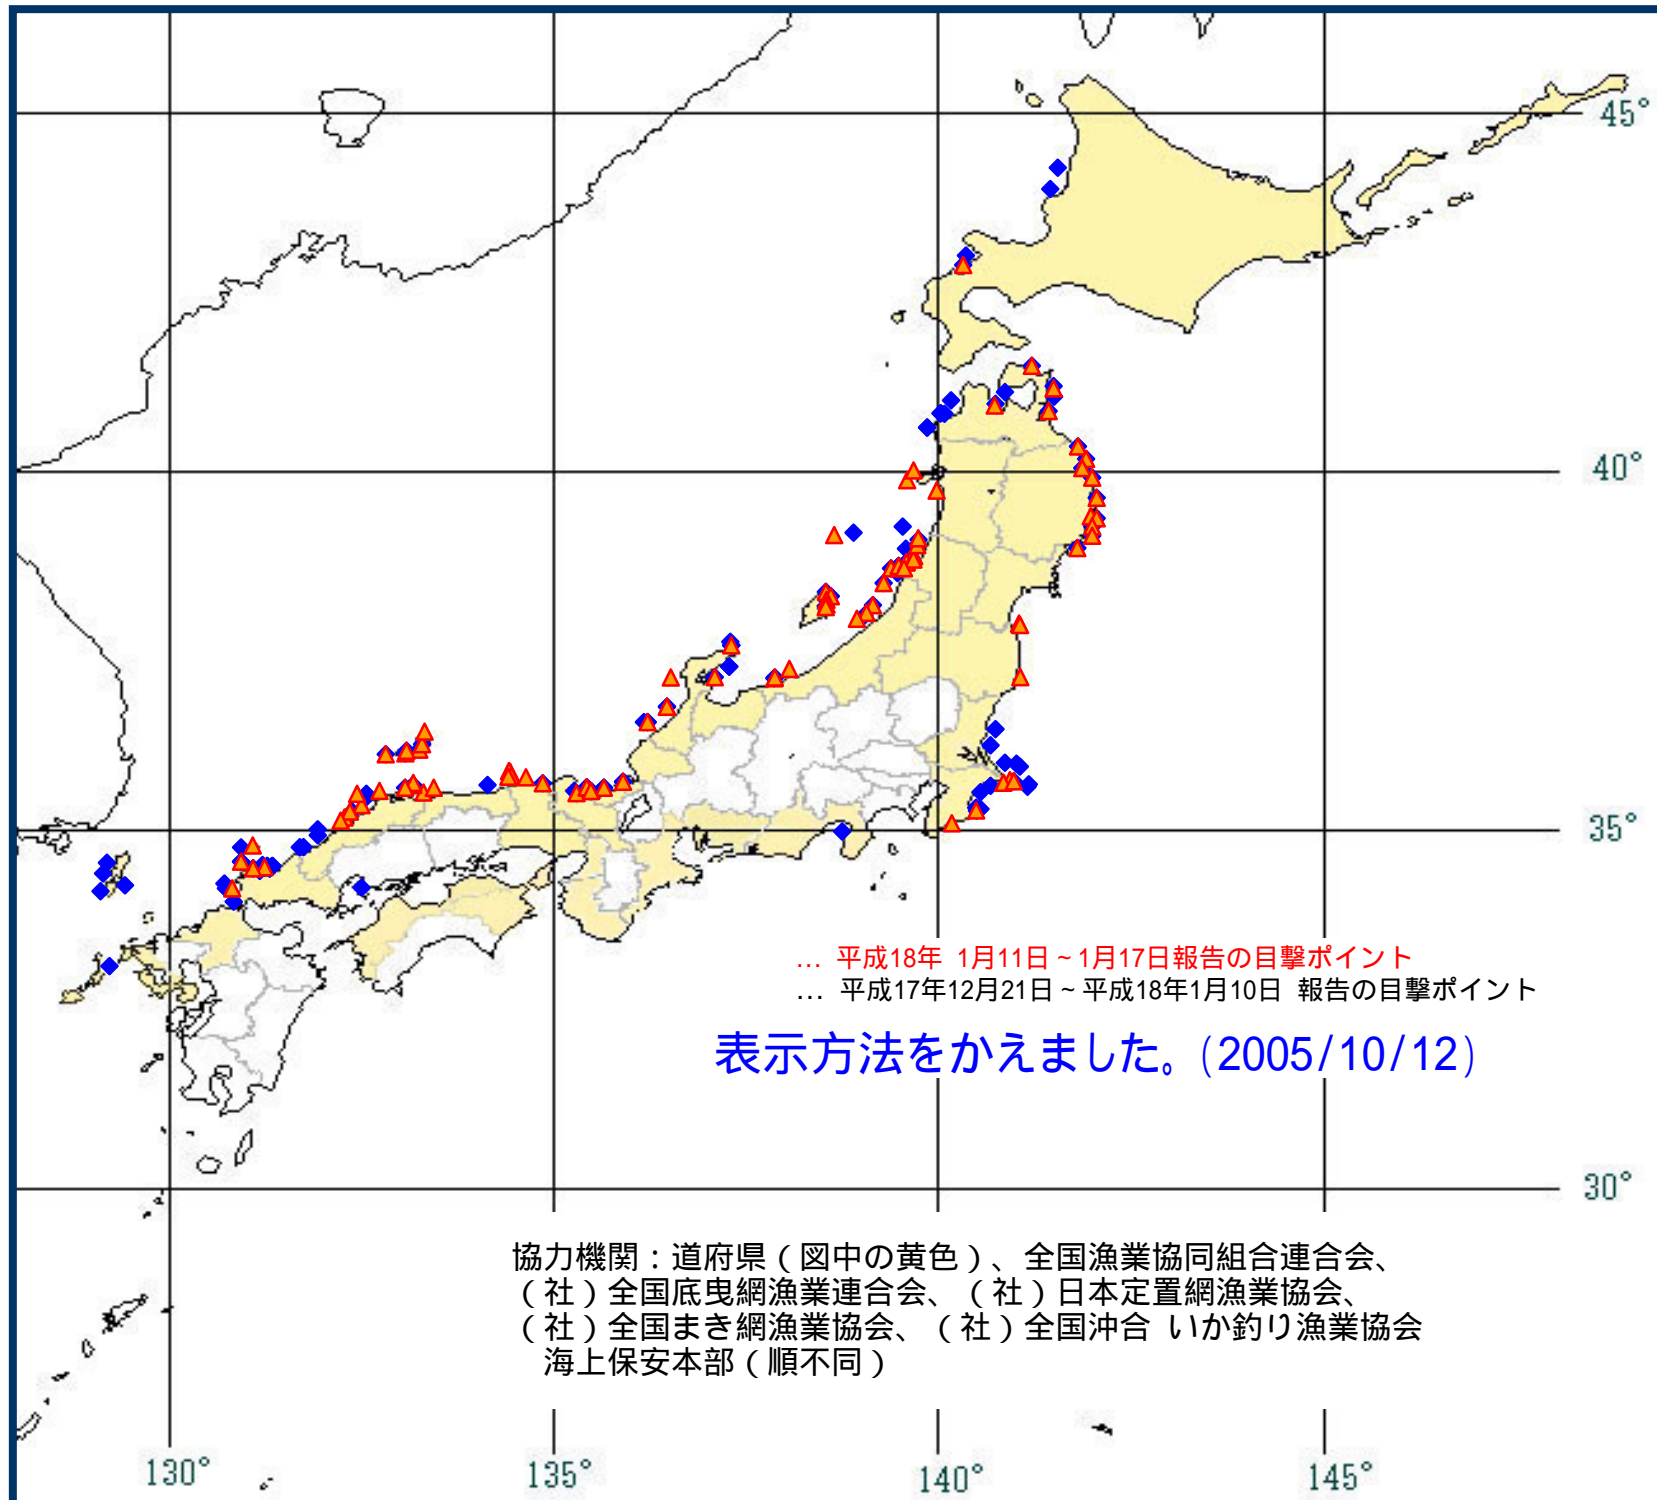 45°
40°
… 平成18年 1月11日~1月17日報告の目撃ポイント
… 平成17年12月21日~平成18年1月10日 報告の目撃ポイント
表示方法をかえました。(2005/10/12)
35°
30°
協力機関:道府県(図中の黄色)、全国漁業協同組合連合会、
(社)全国底曳網漁業連合会、(社)日本定置網漁業協会、
(社)全国まき網漁業協会、(社)全国沖合 いか釣り漁業協会
海上保安本部(順不同)
130°
135°
140°
145°